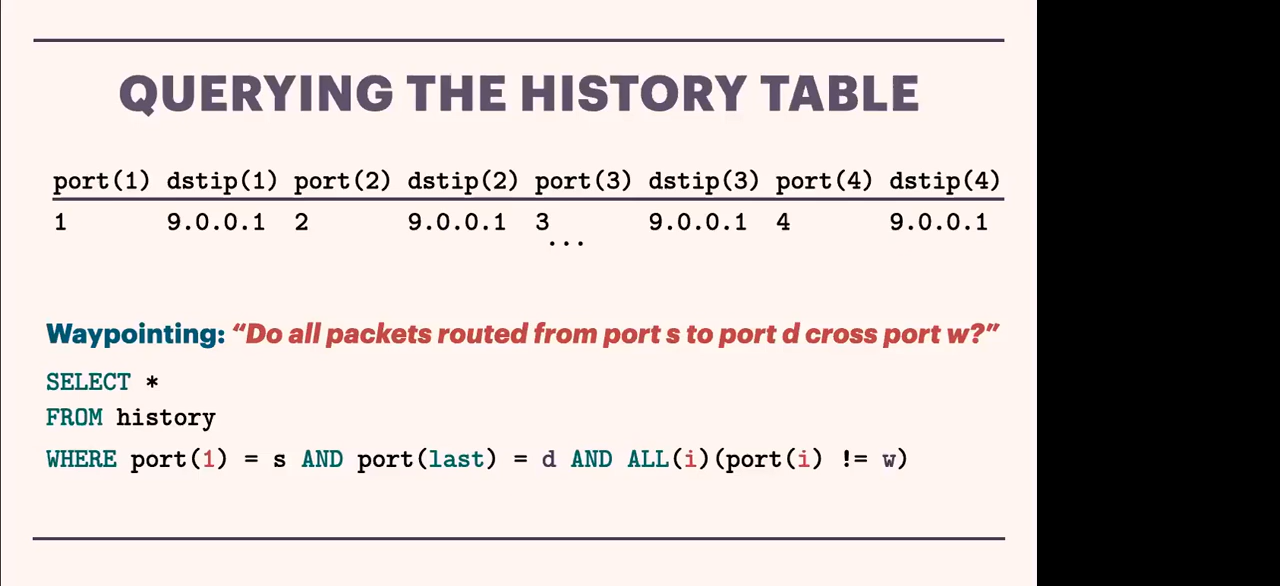 QUERYING THE HISTORY TABLE
port(1) dstip(1) port(2) dstip(2) port(3) dstip(3) port(4) dstip(4)
1 9.0.0.1 2 9.0.0.1 3 9.0.0.1 4 9.0.0.1
...
Waypointing: “Do all packets routed from port s to port d cross port w?”
SELECT *
FROM history
WHERE port(1) = s AND port(last) = d AND ALL(i)(port(i) != w)